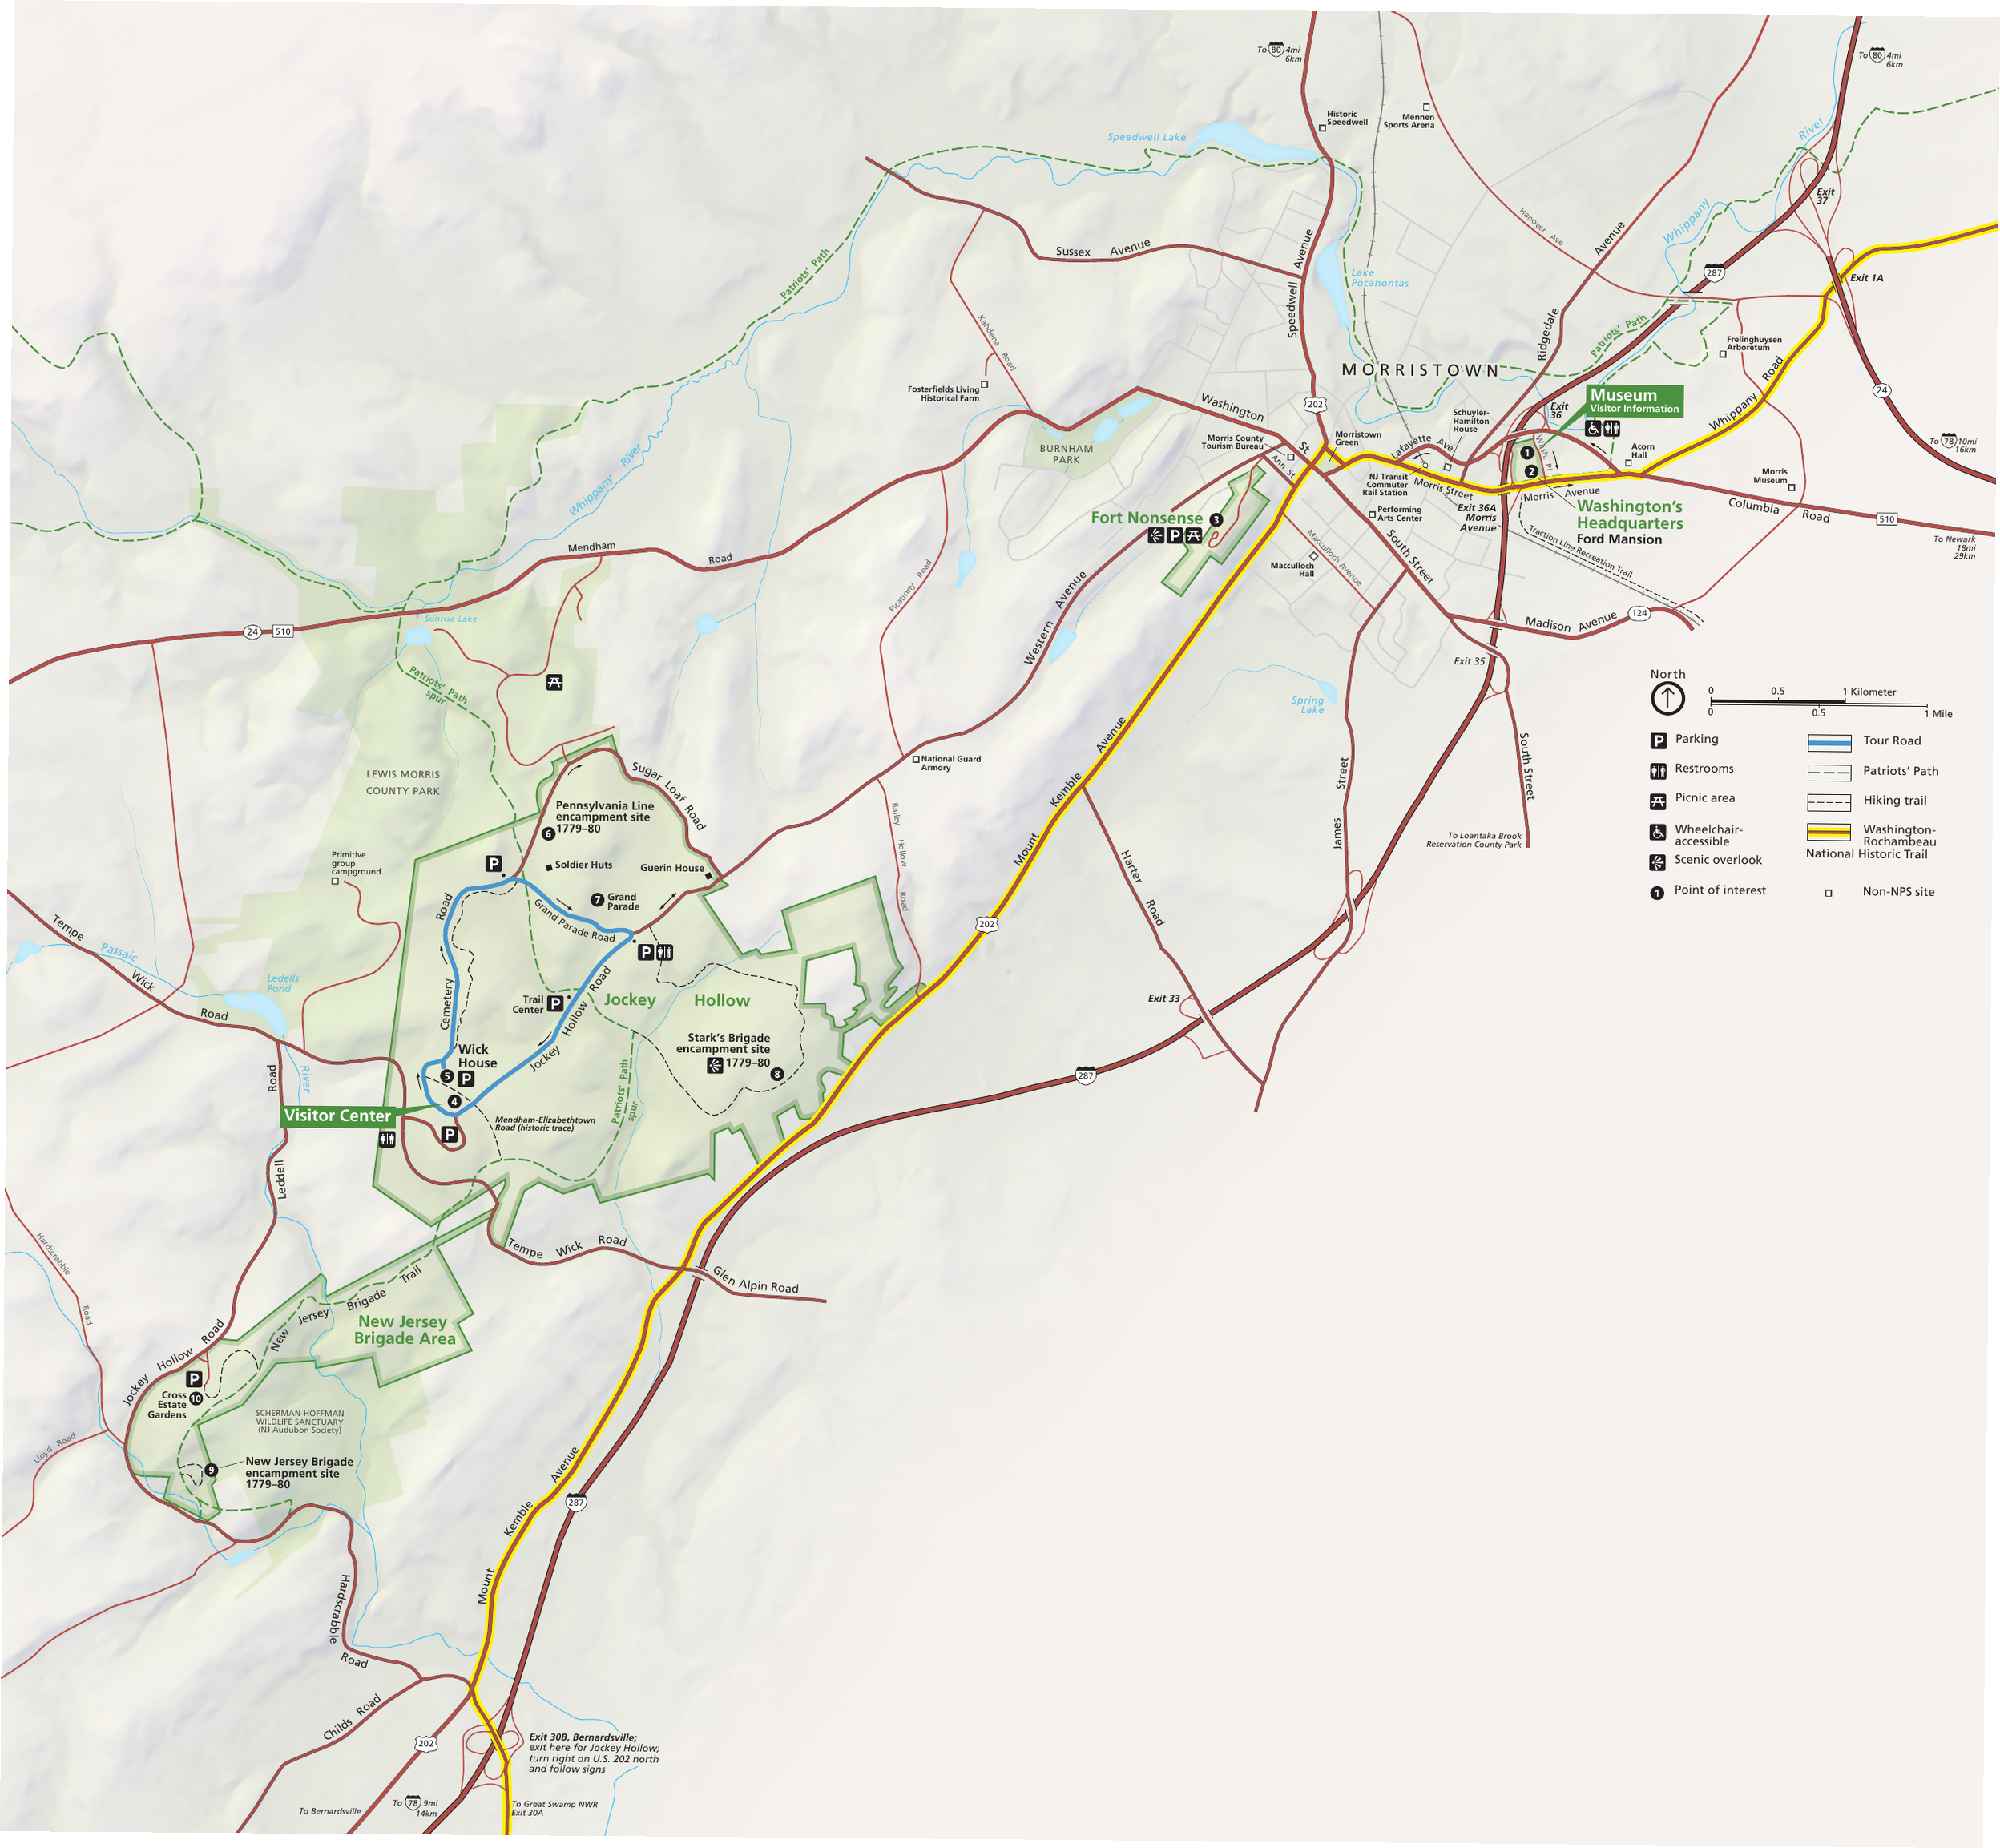 To 80 4mi
6km
To 80 4mi
6km
Historic
Speedwell
Mennen
Sports Arena
Speedwell Lake
River
Exit
37
Whippany
Hanover Ave
Avenue
Patriots' Path
Sussex Avenue
Speedwell Avenue
Lake
Pocahontas
287
Exit 1A
Ridgedale
Patriots' Path
Frelinghuysen
Arboretum
Kahdena Road
Fosterfields Living
Historical Farm
MORRISTOWN
Whippany Road
24
Museum
Visitor Information
Exit
36
202
Washington St
Schuyler-
Hamilton
House
Morris County
Tourism Bureau
Morristown
Green
Lafayette Ave
Wash. Pl
Acorn
Hall
To 78 10mi
16km
BURNHAM
PARK
Ann St
1
2
NJ Transit
Commuter
Rail Station
Morris Street
Morris Avenue
Morris
Museum
Columbia Road
510
Whippany River
Fort Nonsense
3
P
Performing
Arts Center
Exit 36A
Morris
Avenue
Washington's
Headquarters
Ford Mansion
To Newark
18mi
29km
Traction Line Recreation Trail
Mendham Road
Macculloch Avenue
Macculloch
Hall
South Street
Picatinny Road
Western Avenue
24
510
Sunrise Lake
Madison Avenue
124
Exit 35
Patriots' Path
spur
Spring
Lake
North
0 0.5 1 Kilometer
0 0.5 1 Mile
P Parking
Restrooms
Picnic area
Wheelchair-
accessible
Scenic overlook
1 Point of interest
Tour Road
Patriots' Path
Hiking trail
Washington-
Rochambeau
National Historic Trail
Non-NPS site
National Guard
Armory
LEWIS MORRIS
COUNTY PARK
Sugar Loaf Road
Mount Kemble Avenue
James Street
South Street
To Loantaka Brook
Reservation County Park
Pennsylvania Line
encampment site
1779–80
6
Bailey Hollow Road
Harter Road
Primitive
group
campground
P
Soldier Huts
Guerin House
7
Grand
Parade
Grand Parade Road
202
Tempe Wick Road
Passaic
River
Ledells
Pond
Cemetery Road
P
Trail
Center
P
Jockey Hollow
Jockey Hollow Road
Exit 33
Stark's Brigade
encampment site
1779–80
8
Wick
House
5
P
4
287
Visitor Center
P
Mendham-Elizabethtown
Road (historic trace)
Patriots' Path
spur
Leddell Road
Hardscrabble Road
Tempe Wick Road
Glen Alpin Road
New Jersey Brigade Trail
New Jersey
Brigade Area
Jockey Hollow Road
P
Cross
Estate
Gardens
10
SCHERMAN-HOFFMAN
WILDLIFE SANCTUARY
(NJ Audubon Society)
Lloyd Road
9
New Jersey Brigade
encampment site
1779–80
287
Mount Kemble Avenue
Hardscrabble Road
Childs Road
202
Exit 30B, Bernardsville;
exit here for Jockey Hollow;
turn right on U.S. 202 north
and follow signs
To Bernardsville
To 78 9mi
14km
To Great Swamp NWR
Exit 30A